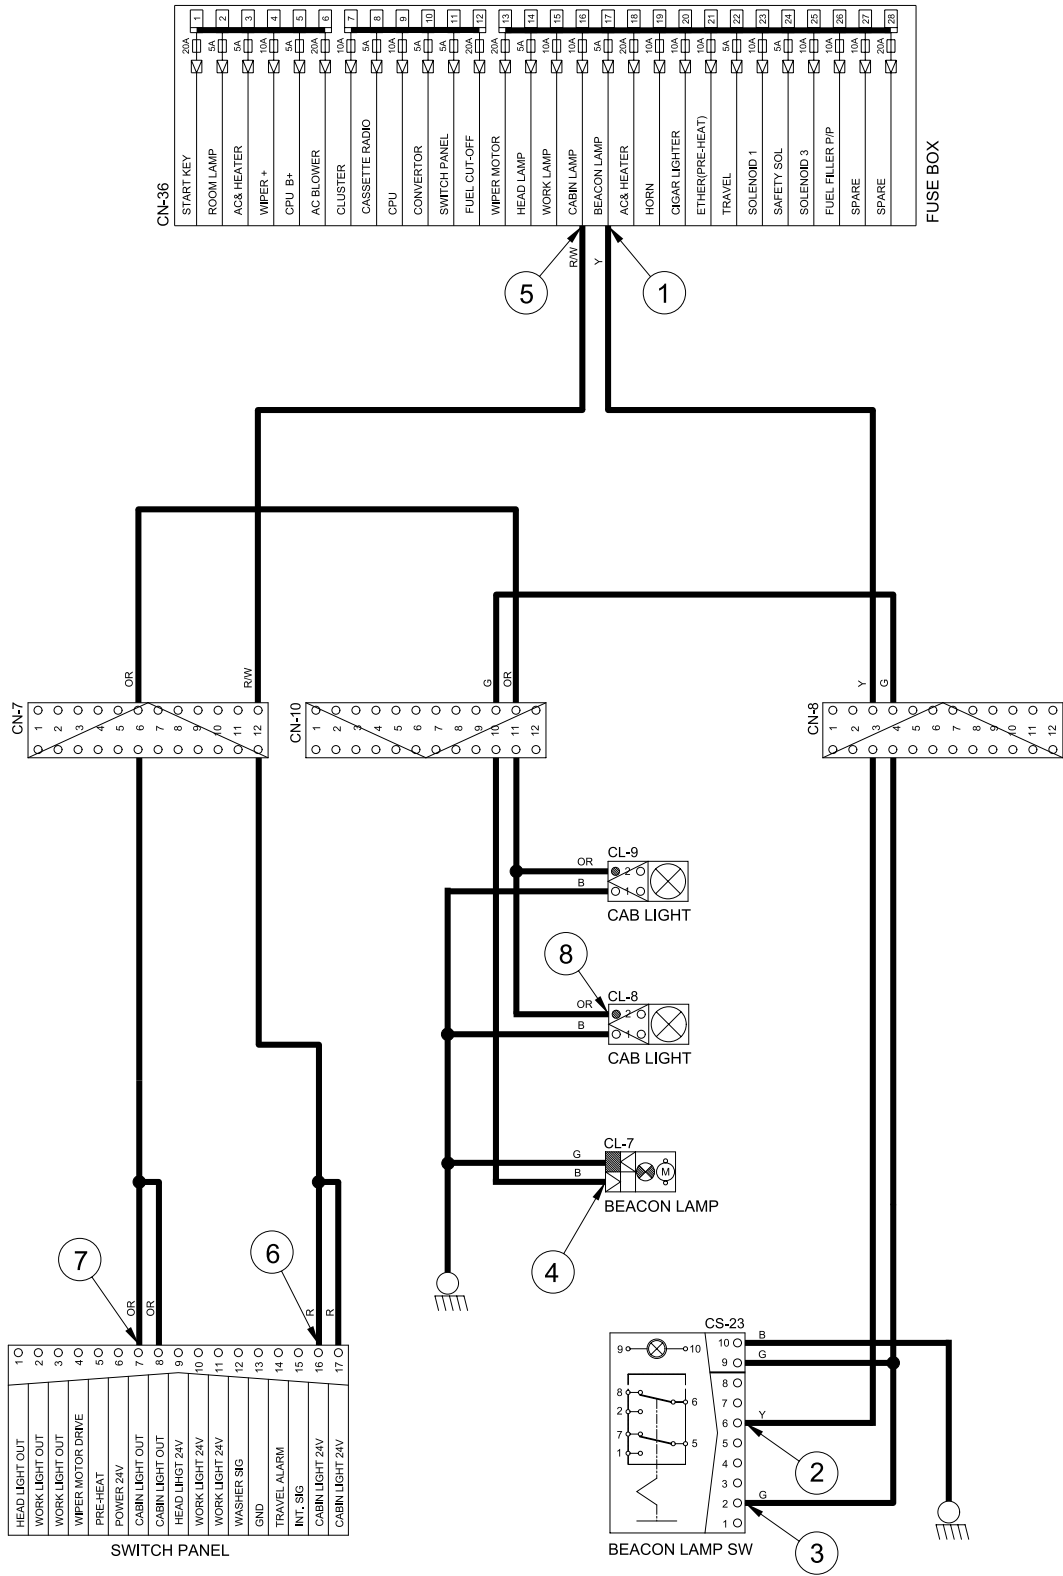 CN-36
1 2 3 4 5 6 7 8 9 10 11 12 13 14 15 16 17 18 19 20 21 22 23 24 25 26 27 28
20A 5A 5A 10A 5A 20A 10A 5A 10A 5A 5A 20A 20A 5A 10A 10A 5A 20A 10A 10A 10A 5A 5A 5A 10A 10A 10A 20A
START KEY
ROOM LAMP
AC& HEATER
WIPER +
CPU B+
AC BLOWER
CLUSTER
CASSETTE RADIO
CPU
CONVERTOR
SWITCH PANEL
FUEL CUT-OFF
WIPER MOTOR
HEAD LAMP
WORK LAMP
CABIN LAMP
BEACON LAMP
AC& HEATER
HORN
CIGAR LIGHTER
ETHER(PRE-HEAT)
TRAVEL
SOLENOID 1
SAFETY SOL
SOLENOID 3
FUEL FILLER P/P
SPARE
SPARE
FUSE BOX
R/W
Y
5
1
OR
R/W
G
OR
Y
G
CN-7
1 2 3 4 5 6 7 8 9 10 11 12
CN-10
1 2 3 4 5 6 7 8 9 10 11 12
CN-8
1 2 3 4 5 6 7 8 9 10 11 12
CL-9
OR
2
B
1
CAB LIGHT
8
CL-8
OR
2
B
1
CAB LIGHT
CL-7
G
B
M
BEACON LAMP
4
7
6
OR
OR
R
R
1 2 3 4 5 6 7 8 9 10 11 12 13 14 15 16 17
HEAD LIGHT OUT
WORK LIGHT OUT
WORK LIGHT OUT
WIPER MOTOR DRIVE
PRE-HEAT
POWER 24V
CABIN LIGHT OUT
CABIN LIGHT OUT
HEAD LIHGT 24V
WORK LIGHT 24V
WORK LIGHT 24V
WASHER SIG
GND
TRAVEL ALARM
INT. SIG
CABIN LIGHT 24V
CABIN LIGHT 24V
SWITCH PANEL
CS-23
9 10
10 B
9 G
8
7
6 Y
5
4
3
2 G
1
8
6
2
7
5
1
2
3
BEACON LAMP SW